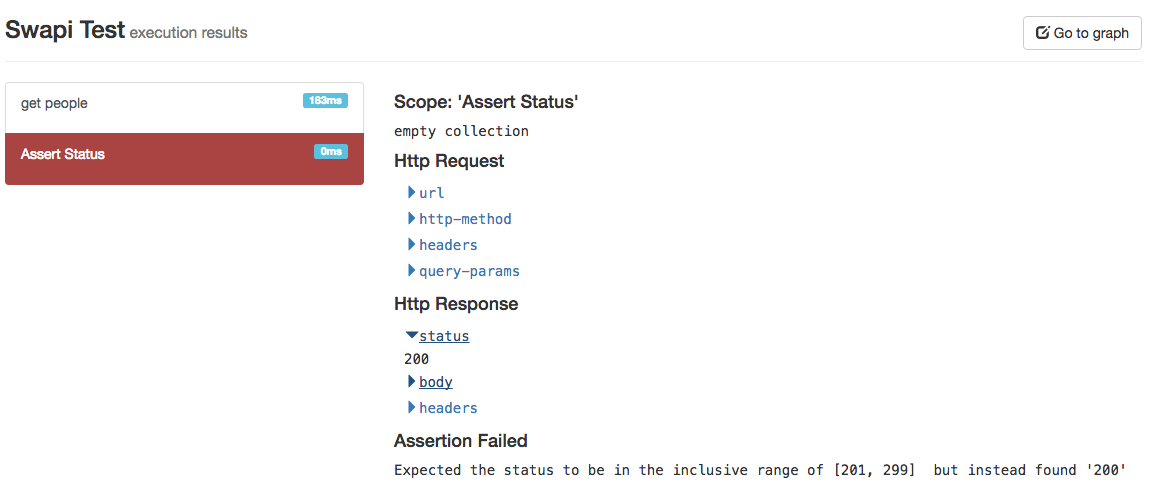 Swapi Test execution results
Go to graph
get people 183ms
Assert Status 0ms
Scope: 'Assert Status'
empty collection
Http Request
url
http-method
headers
query-params
Http Response
status
200
body
headers
Assertion Failed
Expected the status to be in the inclusive range of [201, 299]  but instead found '200'